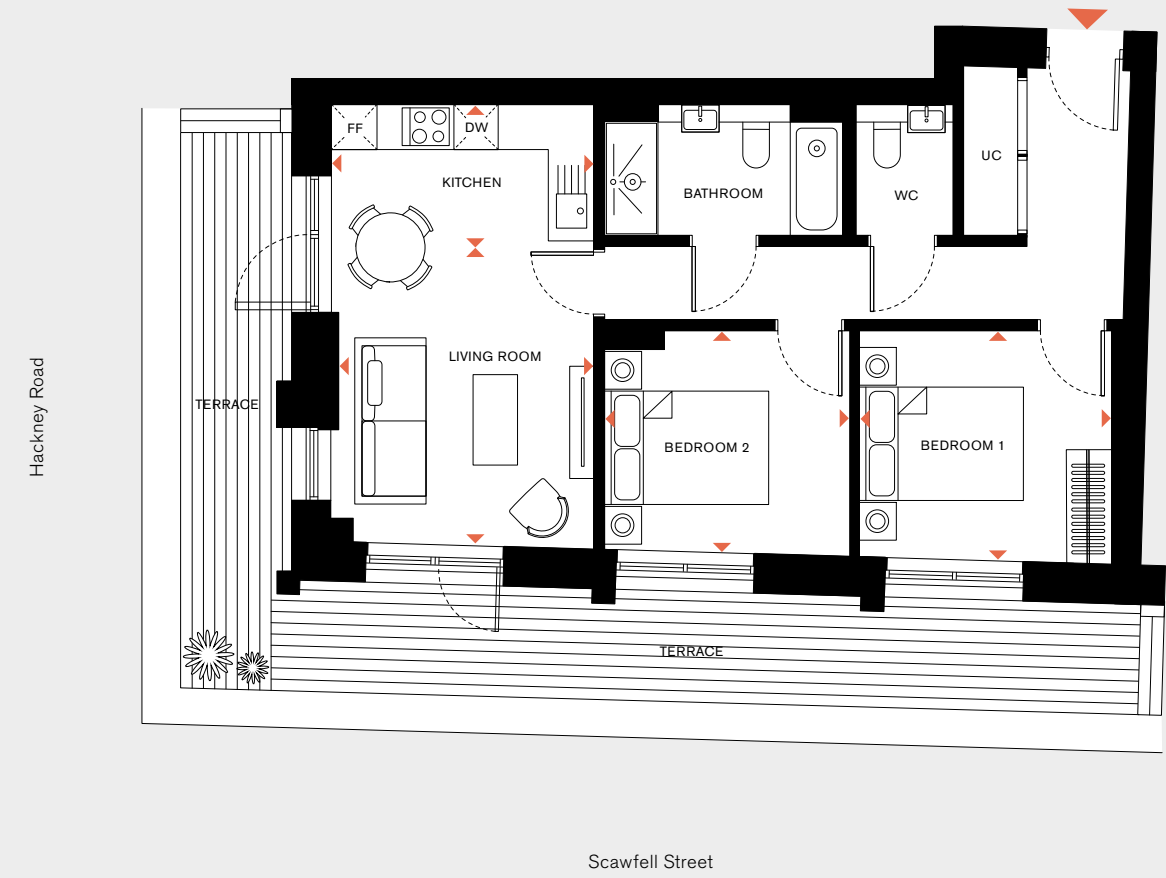 FF
DW
UC
KITCHEN
BATHROOM
WC
LIVING ROOM
Hackney Road
TERRACE
BEDROOM 2
BEDROOM 1
TERRACE
Scawfell Street